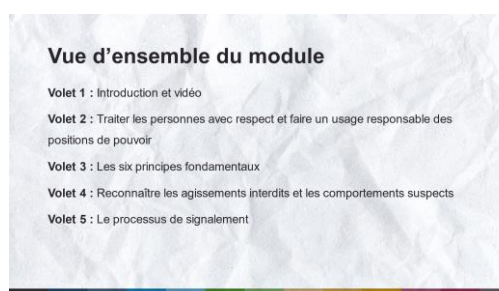 Vue d’ensemble du module
Volet 1 : Introduction et vidéo
Volet 2 : Traiter les personnes avec respect et faire un usage responsable des
positions de pouvoir
Volet 3 : Les six principes fondamentaux
Volet 4 : Reconnaître les agissements interdits et les comportements suspects
Volet 5 : Le processus de signalement